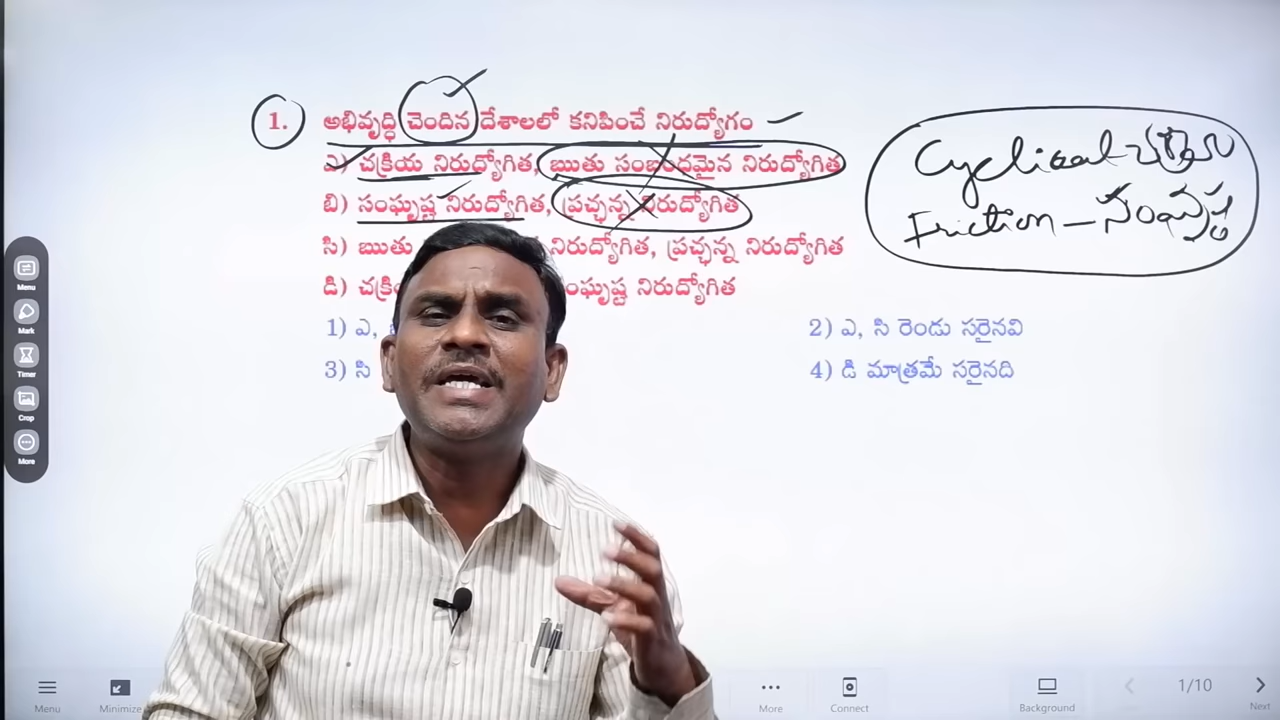 1. అభివృద్ధి చెందిన దేశాలలో కనిపించే నిరుద్యోగం
ఎ) చక్రియ నిరుద్యోగిత, ఋతు సంబంధమైన నిరుద్యోగిత
బి) సంఘృష్ట నిరుద్యోగిత, ప్రచ్ఛన్న నిరుద్యోగిత
సి) ఋతు నిరుద్యోగిత, ప్రచ్ఛన్న నిరుద్యోగిత
డి) నిరుద్యోగిత
1) ఎ,
2) ఎ, సి రెండు సరైనవి
3) సి
4) డి మాత్రమే సరైనది
Cyclical-
Friction - సంఘృష్ట
Menu
Mark
Timer
Crop
More
Menu
Minimize
More
Connect
Background
1/10
Next